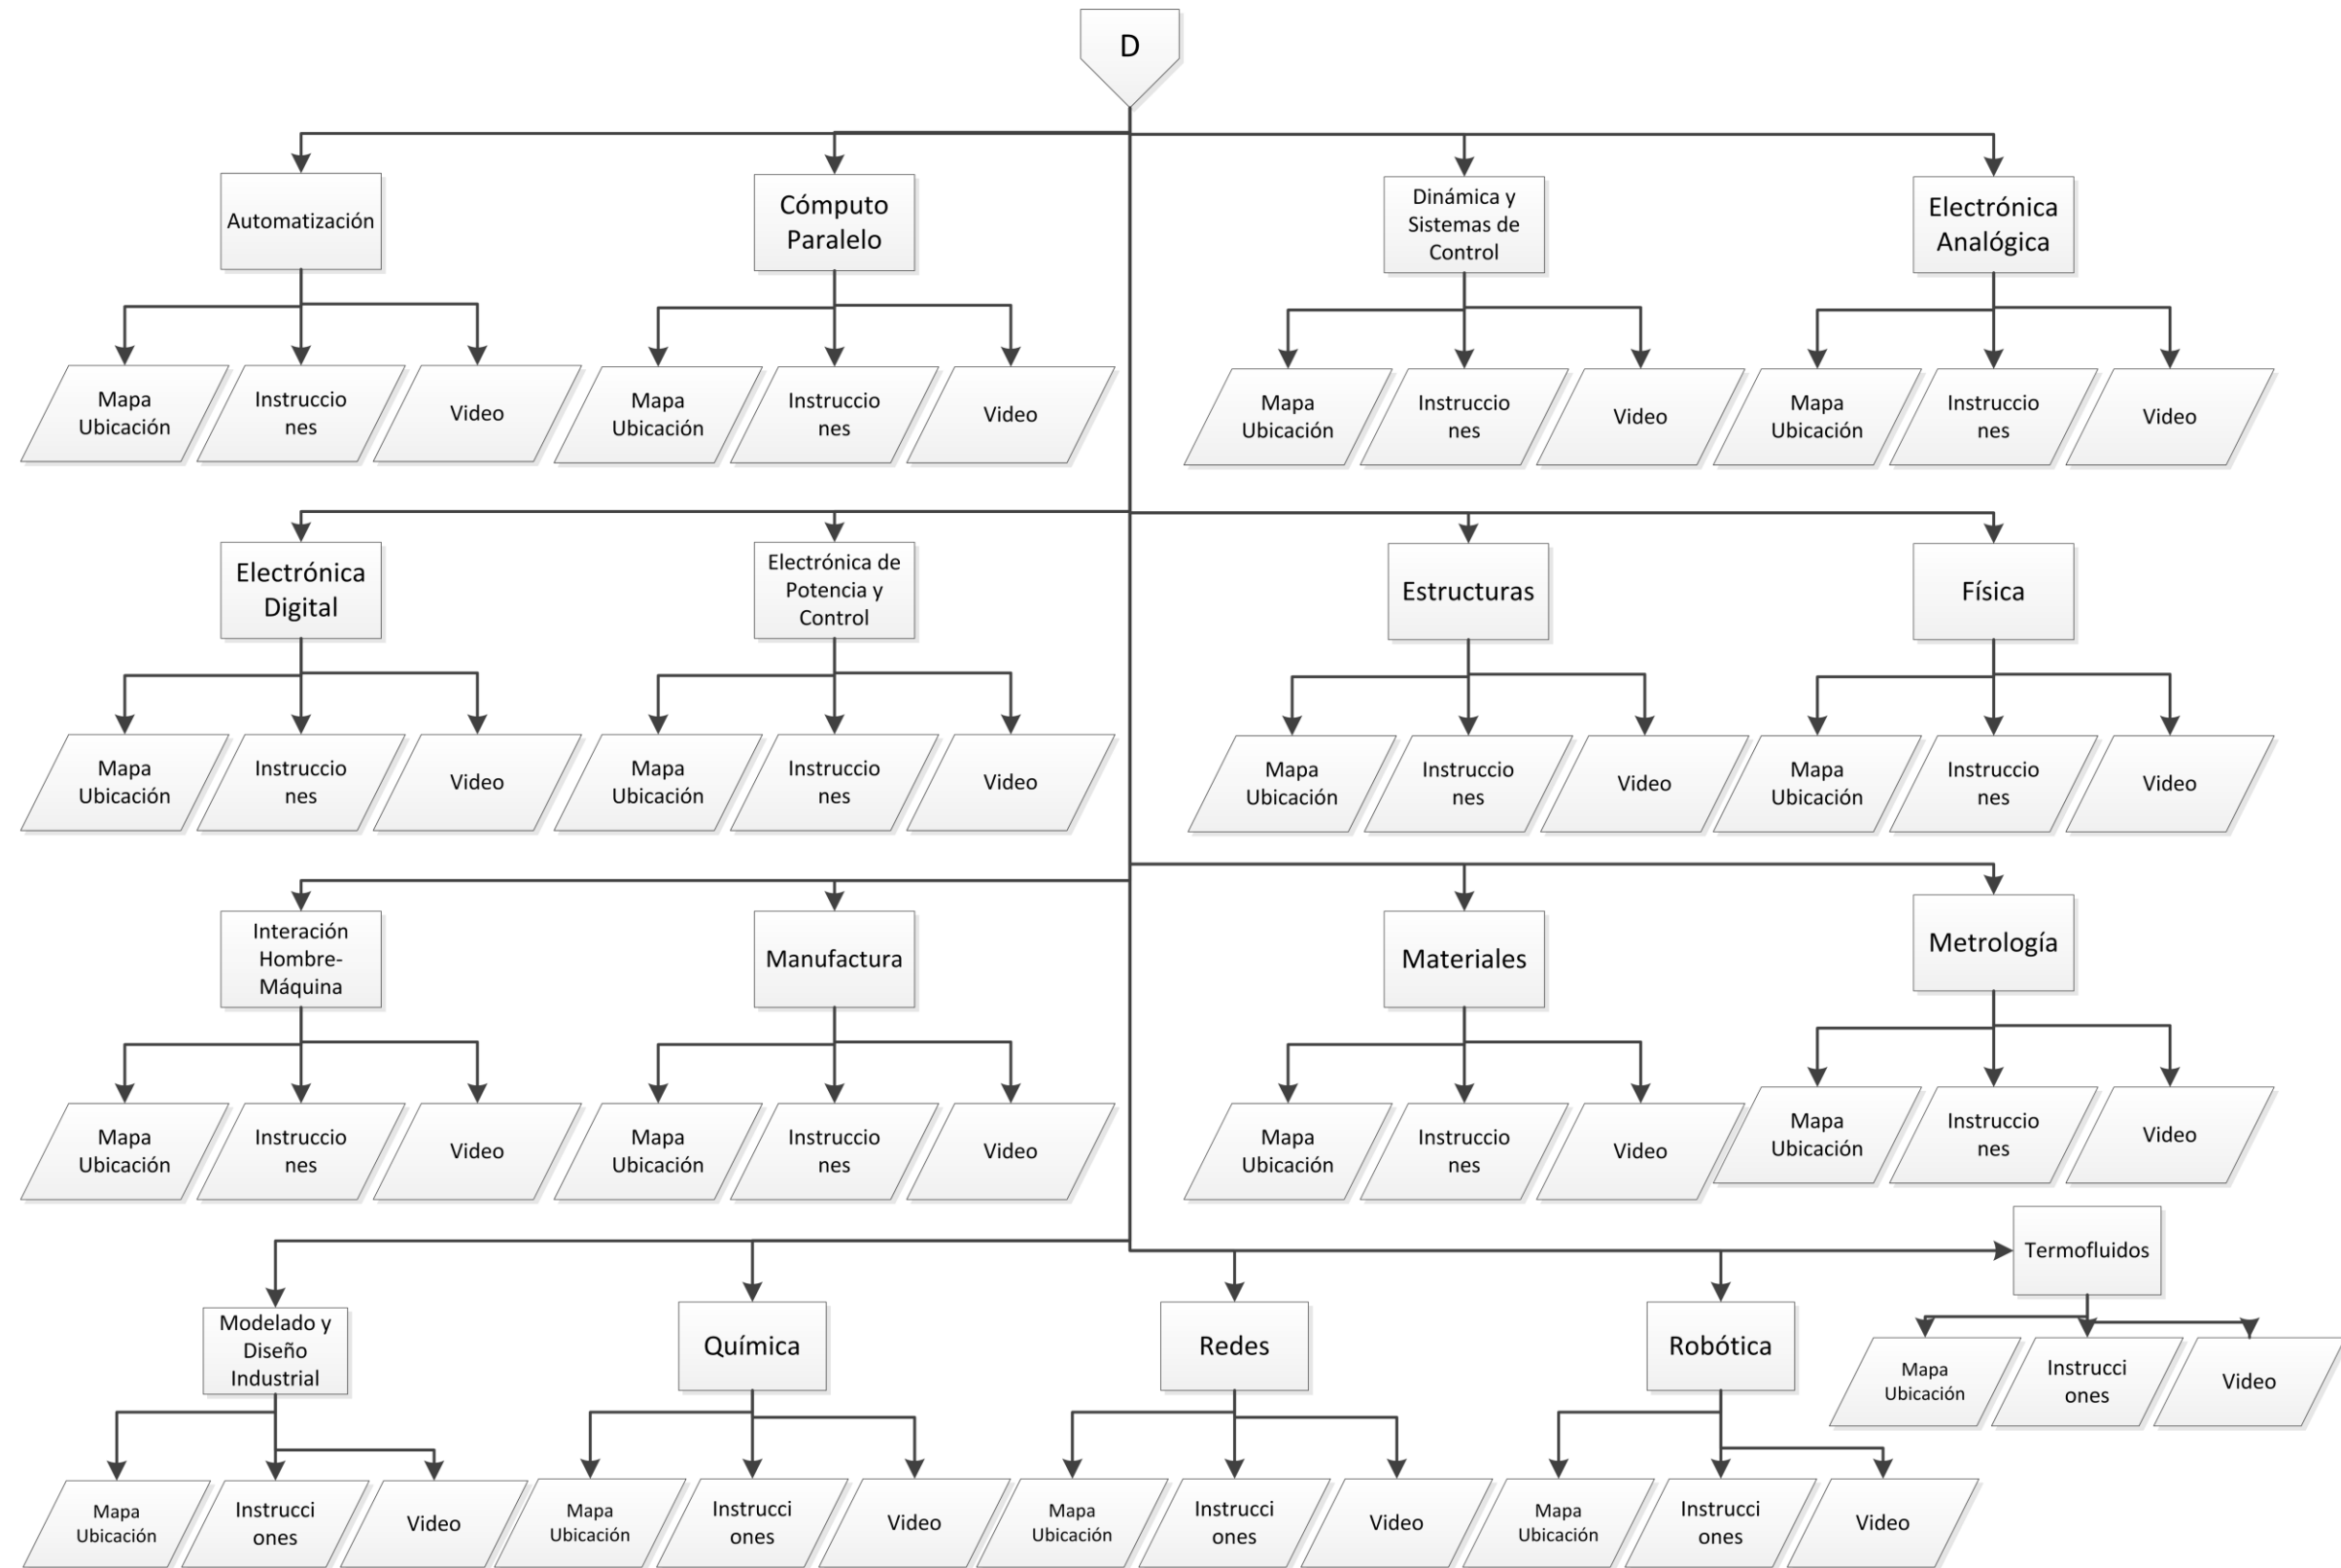 D
Automatización
Cómputo
Paralelo
Dinámica y
Sistemas de
Control
Electrónica
Analógica
Mapa
Ubicación
Instruccio
nes
Video
Mapa
Ubicación
Instruccio
nes
Video
Mapa
Ubicación
Instruccio
nes
Video
Mapa
Ubicación
Instruccio
nes
Video
Electrónica
Digital
Electrónica de
Potencia y
Control
Estructuras
Física
Mapa
Ubicación
Instruccio
nes
Video
Mapa
Ubicación
Instruccio
nes
Video
Mapa
Ubicación
Instruccio
nes
Video
Mapa
Ubicación
Instruccio
nes
Video
Interación
Hombre-
Máquina
Manufactura
Materiales
Metrología
Mapa
Ubicación
Instruccio
nes
Video
Mapa
Ubicación
Instruccio
nes
Video
Mapa
Ubicación
Instruccio
nes
Video
Mapa
Ubicación
Instruccio
nes
Video
Termofluidos
Modelado y
Diseño
Industrial
Química
Redes
Robótica
Mapa
Ubicación
Instrucci
ones
Video
Mapa
Ubicación
Instrucci
ones
Video
Mapa
Ubicación
Instrucci
ones
Video
Mapa
Ubicación
Instrucci
ones
Video
Mapa
Ubicación
Instrucci
ones
Video